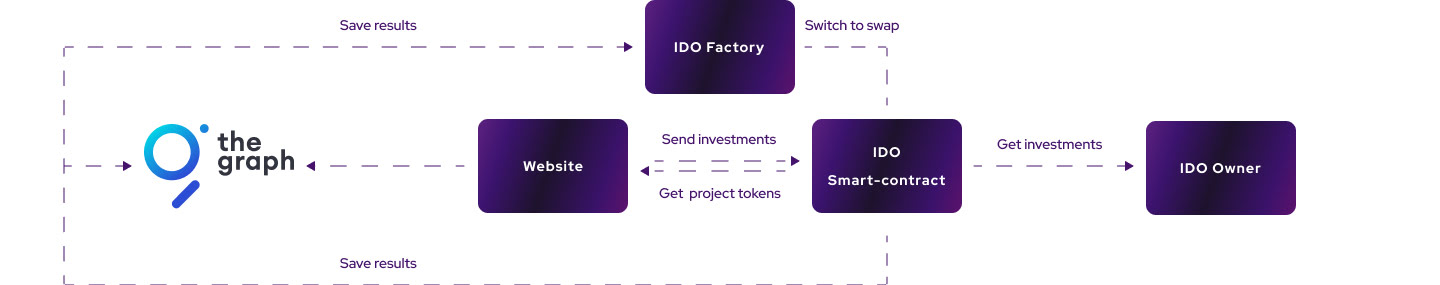 Save results
IDO Factory
Switch to swap
the
graph
Website
Send investments
Get project tokens
IDO
Smart-contract
Get investments
IDO Owner
Save results